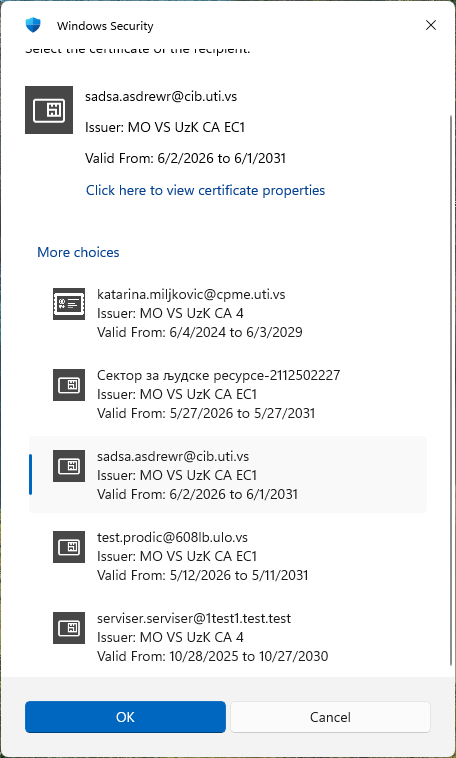 Windows Security
Select the certificate of the recipient.
sadsa.asdrewr@cib.uti.vs
Issuer: MO VS UzK CA EC1
Valid From: 6/2/2026 to 6/1/2031
Click here to view certificate properties
More choices
katarina.miljkovic@cpme.uti.vs
Issuer: MO VS UzK CA 4
Valid From: 6/4/2024 to 6/3/2029
Сектор за људске ресурсе-2112502227
Issuer: MO VS UzK CA EC1
Valid From: 5/27/2026 to 5/27/2031
sadsa.asdrewr@cib.uti.vs
Issuer: MO VS UzK CA EC1
Valid From: 6/2/2026 to 6/1/2031
test.prodic@608lb.ulo.vs
Issuer: MO VS UzK CA EC1
Valid From: 5/12/2026 to 5/11/2031
serviser.serviser@1test1.test.test
Issuer: MO VS UzK CA 4
Valid From: 10/28/2025 to 10/27/2030
OK
Cancel